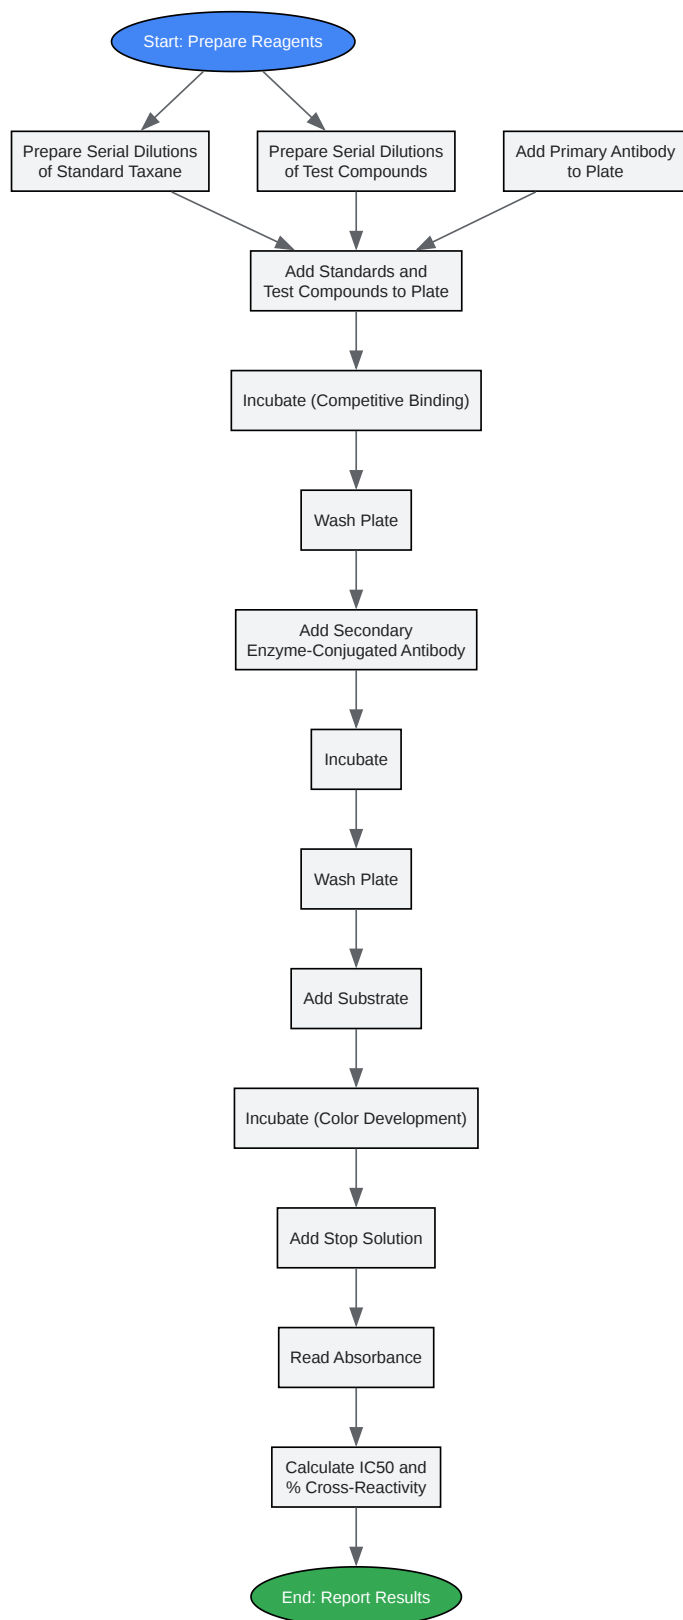 Start: Prepare Reagents
Prepare Serial Dilutions
of Standard Taxane
Prepare Serial Dilutions
of Test Compounds
Add Primary Antibody
to Plate
Add Standards and
Test Compounds to Plate
Incubate (Competitive Binding)
Wash Plate
Add Secondary
Enzyme-Conjugated Antibody
Incubate
Wash Plate
Add Substrate
Incubate (Color Development)
Add Stop Solution
Read Absorbance
Calculate IC50 and
% Cross-Reactivity
End: Report Results